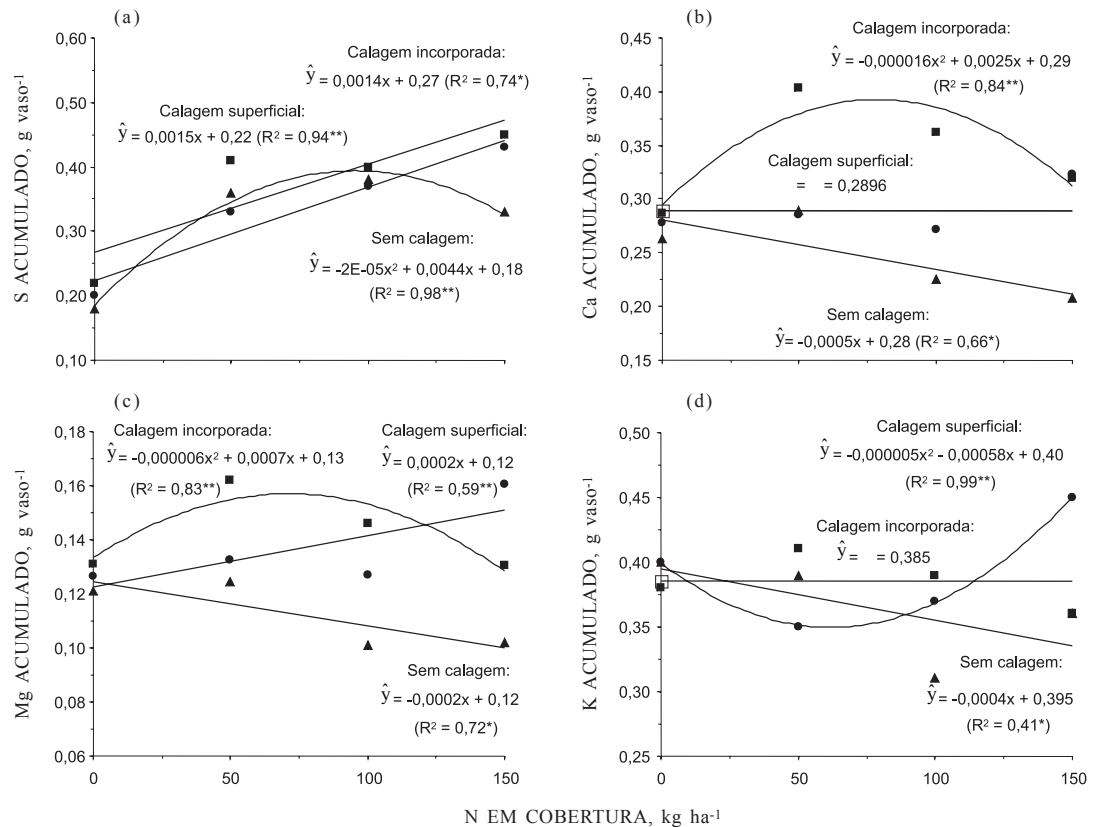 (a)
S ACUMULADO, g vaso-1
0,60
0,50
0,40
0,30
0,20
0,10
0
50
100
150
Calagem incorporada:
ŷ = 0,0014x + 0,27 (R² = 0,74*)
Calagem superficial:
ŷ = 0,0015x + 0,22 (R² = 0,94**)
Sem calagem:
ŷ = -2E-05x² + 0,0044x + 0,18
(R² = 0,98**)
(b)
Ca ACUMULADO, g vaso-1
0,45
0,40
0,35
0,30
0,25
0,20
0,15
0
50
100
150
Calagem incorporada:
ŷ = -0,000016x² + 0,0025x + 0,29
(R² = 0,84**)
Calagem superficial:
= = 0,2896
Sem calagem:
ŷ = -0,0005x + 0,28 (R² = 0,66*)
(c)
Mg ACUMULADO, g vaso-1
0,18
0,16
0,14
0,12
0,10
0,08
0,06
0
50
100
150
Calagem incorporada:
ŷ = -0,000006x² + 0,0007x + 0,13
(R² = 0,83**)
Calagem superficial:
ŷ = 0,0002x + 0,12
(R² = 0,59**)
Sem calagem:
ŷ = -0,0002x + 0,12
(R² = 0,72*)
(d)
K ACUMULADO, g vaso-1
0,50
0,45
0,40
0,35
0,30
0,25
0
50
100
150
Calagem superficial:
ŷ = -0,000005x² - 0,00058x + 0,40
(R² = 0,99**)
Calagem incorporada:
ŷ = = 0,385
Sem calagem:
ŷ = -0,0004x + 0,395
(R² = 0,41*)
N EM COBERTURA, kg ha-1